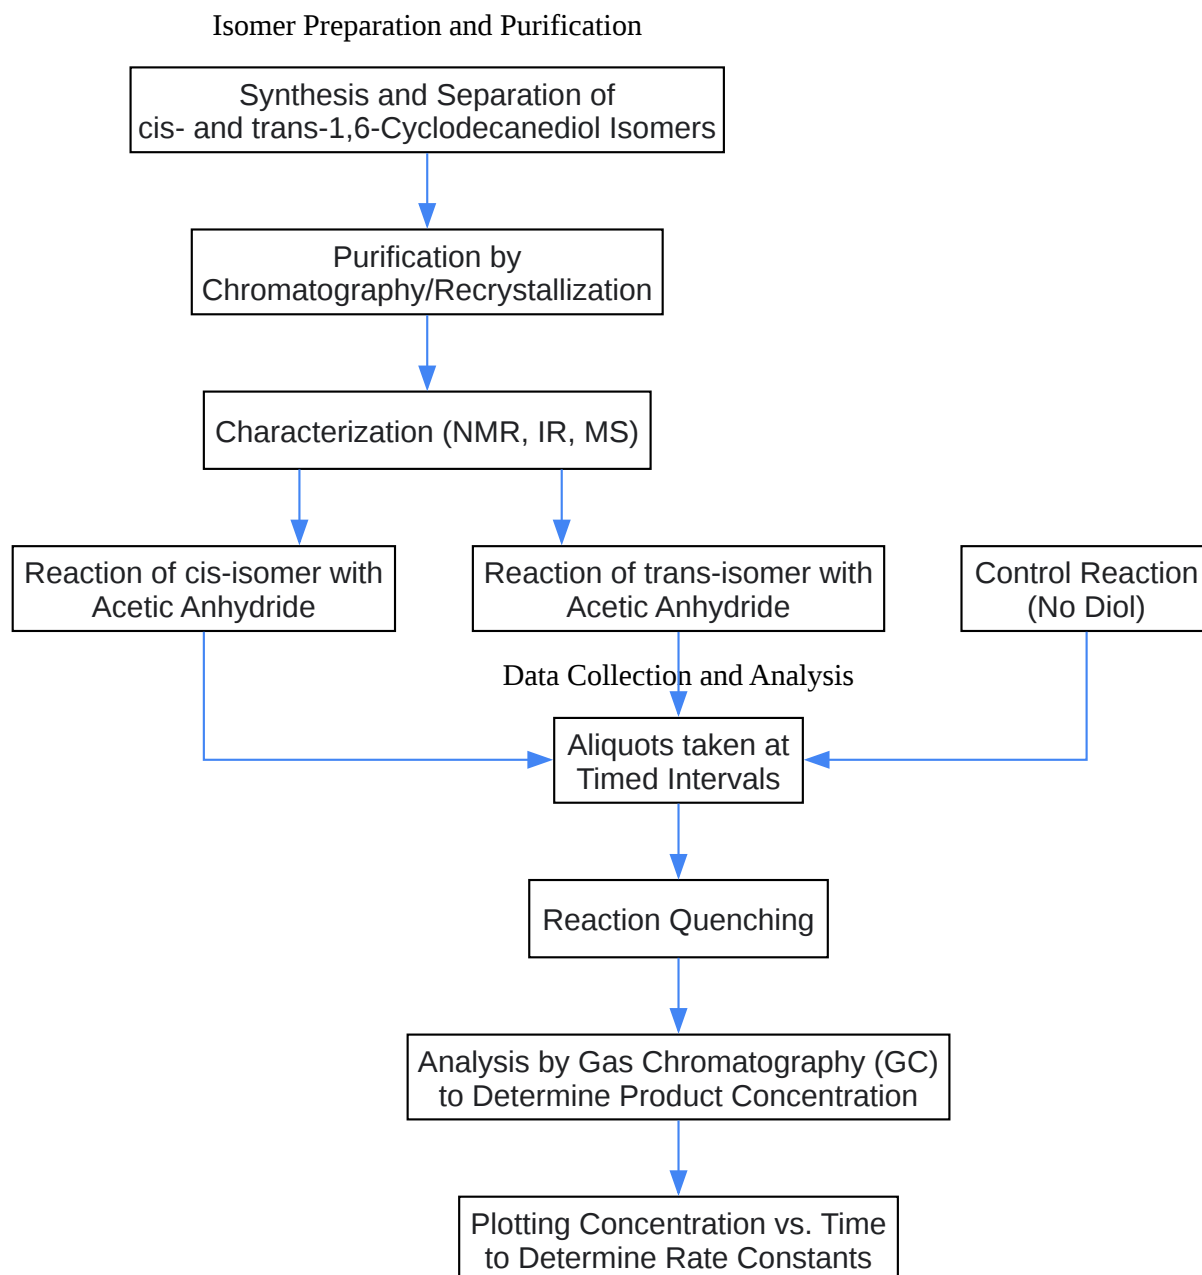 Isomer Preparation and Purification
Synthesis and Separation of
cis- and trans-1,6-Cyclodecanediol Isomers
Purification by
Chromatography/Recrystallization
Characterization (NMR, IR, MS)
Reaction of cis-isomer with
Acetic Anhydride
Reaction of trans-isomer with
Acetic Anhydride
Control Reaction
(No Diol)
Data Collection and Analysis
Aliquots taken at
Timed Intervals
Reaction Quenching
Analysis by Gas Chromatography (GC)
to Determine Product Concentration
Plotting Concentration vs. Time
to Determine Rate Constants